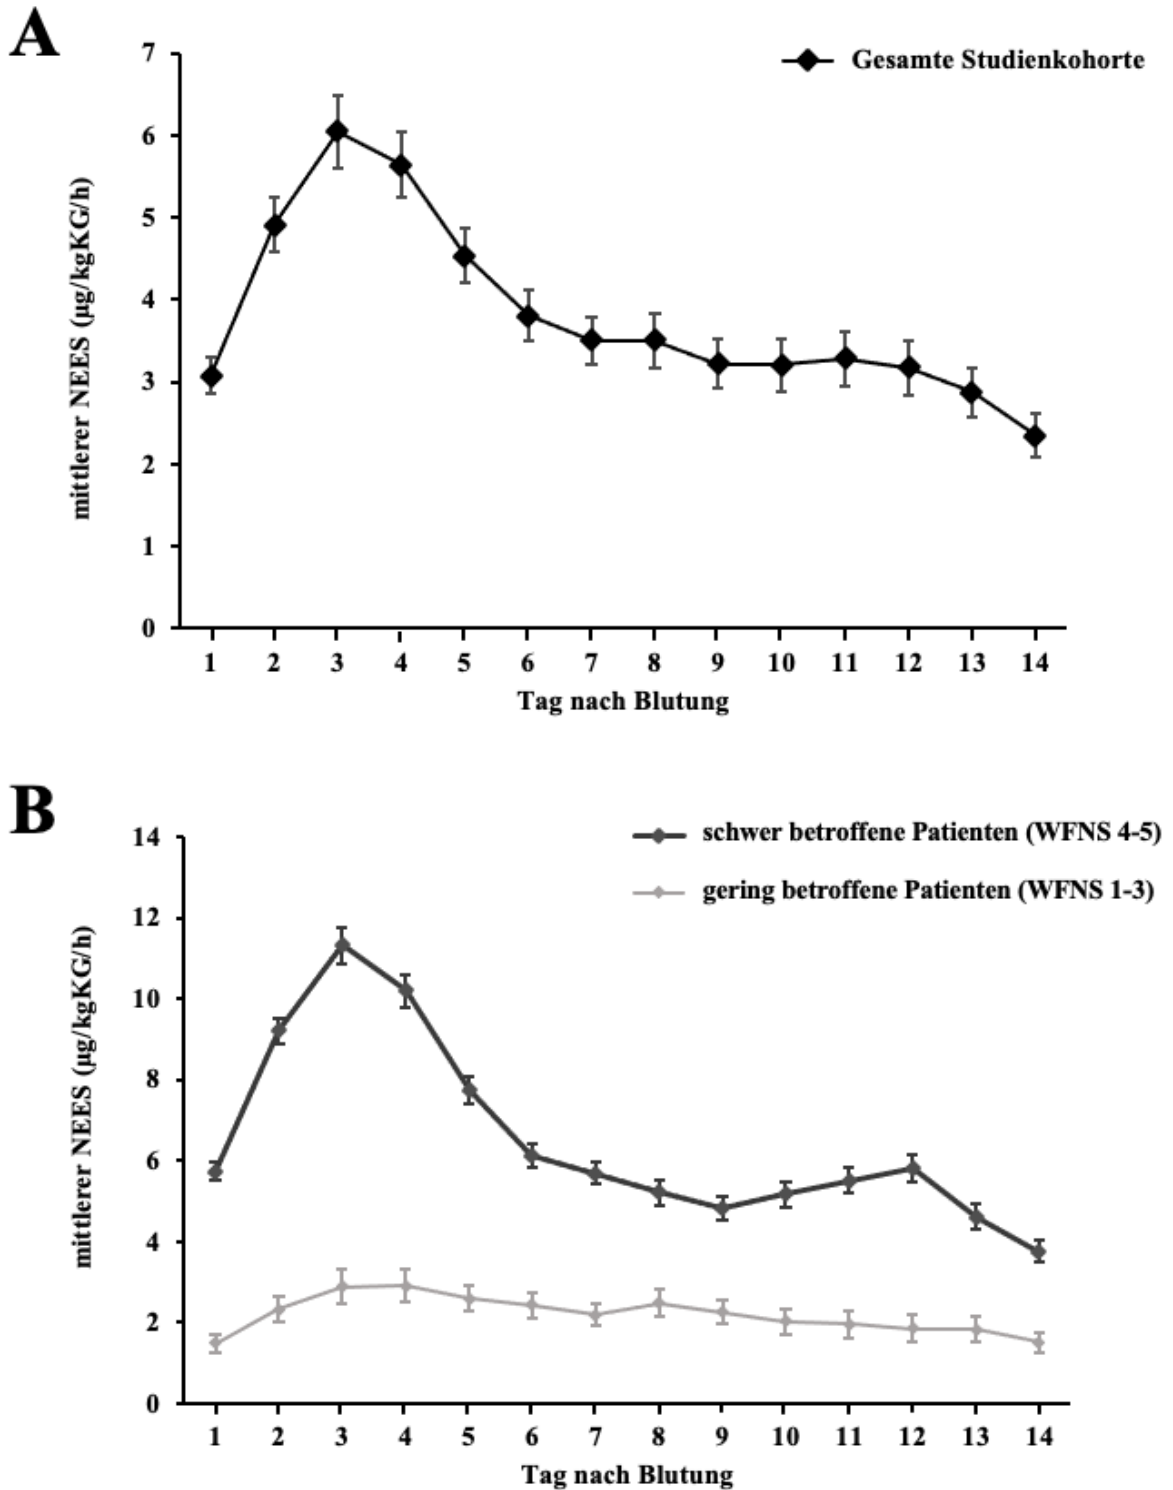 A
Gesamte Studienkohorte
mittlerer NEES (µg/kgKG/h)
7
6
5
4
3
2
1
0
1 2 3 4 5 6 7 8 9 10 11 12 13 14
Tag nach Blutung
B
schwer betroffene Patienten (WFNS 4-5)
gering betroffene Patienten (WFNS 1-3)
mittlerer NEES (µg/kgKG/h)
14
12
10
8
6
4
2
0
1 2 3 4 5 6 7 8 9 10 11 12 13 14
Tag nach Blutung